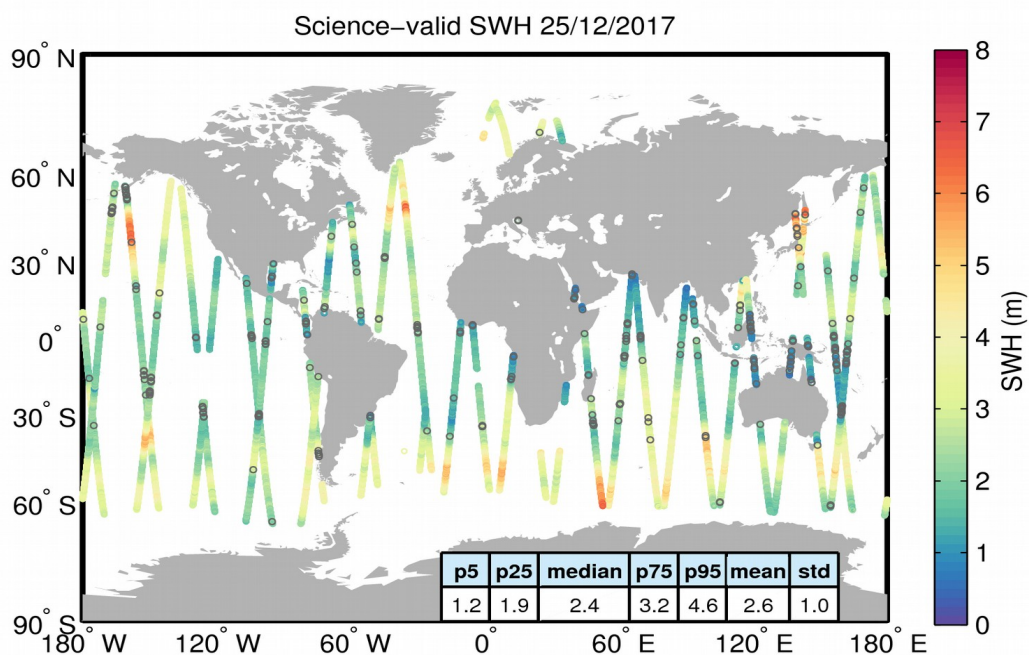 Science−valid SWH 25/12/2017
90° N
60° N
30° N
0°
30° S
60° S
90° S
180° W
120° W
60° W
0°
60° E
120° E
180° E
p5 p25 median p75 p95 mean std
1.2 1.9 2.4 3.2 4.6 2.6 1.0
8
7
6
5
4
3
2
1
0
SWH (m)